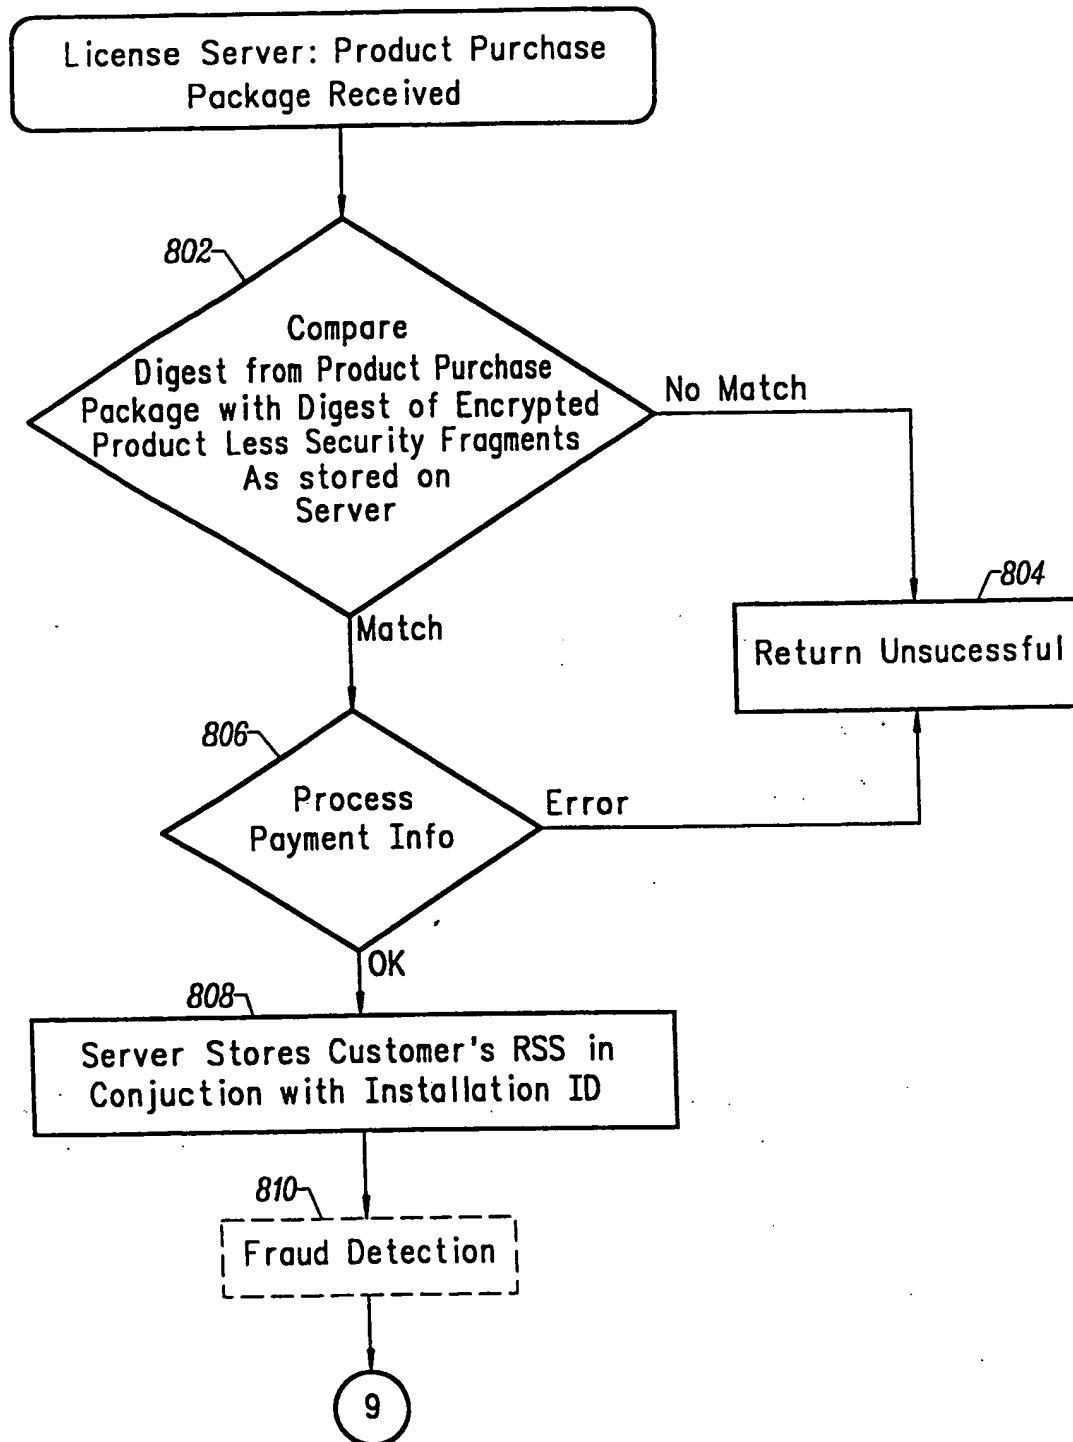 License Server: Product Purchase
Package Received
802
Compare
Digest from Product Purchase
Package with Digest of Encrypted
Product Less Security Fragments
As stored on
Server
No Match
804
Return Unsucessful
Match
806
Process
Payment Info
Error
OK
808
Server Stores Customer's RSS in
Conjuction with Installation ID
810
Fraud Detection
9